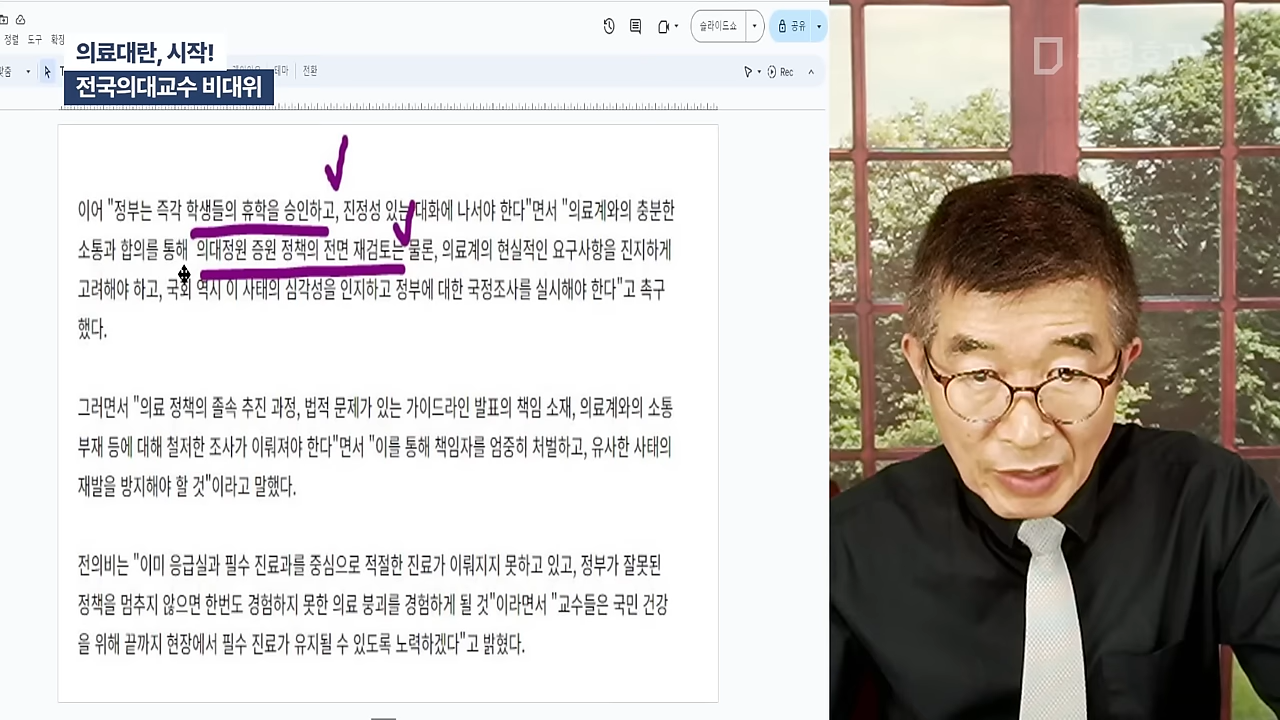 정렬 도구 확장
슬라이드쇼
공유
의료대란, 시작!
전국의대교수 비대위
테마 전환
Rec
이어 "정부는 즉각 학생들의 휴학을 승인하고, 진정성 있는 대화에 나서야 한다"면서 "의료계와의 충분한
소통과 합의를 통해 의대정원 증원 정책의 전면 재검토는 물론, 의료계의 현실적인 요구사항을 진지하게
고려해야 하고, 국회 역시 이 사태의 심각성을 인지하고 정부에 대한 국정조사를 실시해야 한다"고 촉구
했다.
그러면서 "의료 정책의 졸속 추진 과정, 법적 문제가 있는 가이드라인 발표의 책임 소재, 의료계와의 소통
부재 등에 대해 철저한 조사가 이뤄져야 한다"면서 "이를 통해 책임자를 엄중히 처벌하고, 유사한 사태의
재발을 방지해야 할 것"이라고 말했다.
전의비는 "이미 응급실과 필수 진료과를 중심으로 적절한 진료가 이뤄지지 못하고 있고, 정부가 잘못된
정책을 멈추지 않으면 한번도 경험하지 못한 의료 붕괴를 경험하게 될 것"이라면서 "교수들은 국민 건강
을 위해 끝까지 현장에서 필수 진료가 유지될 수 있도록 노력하겠다"고 밝혔다.